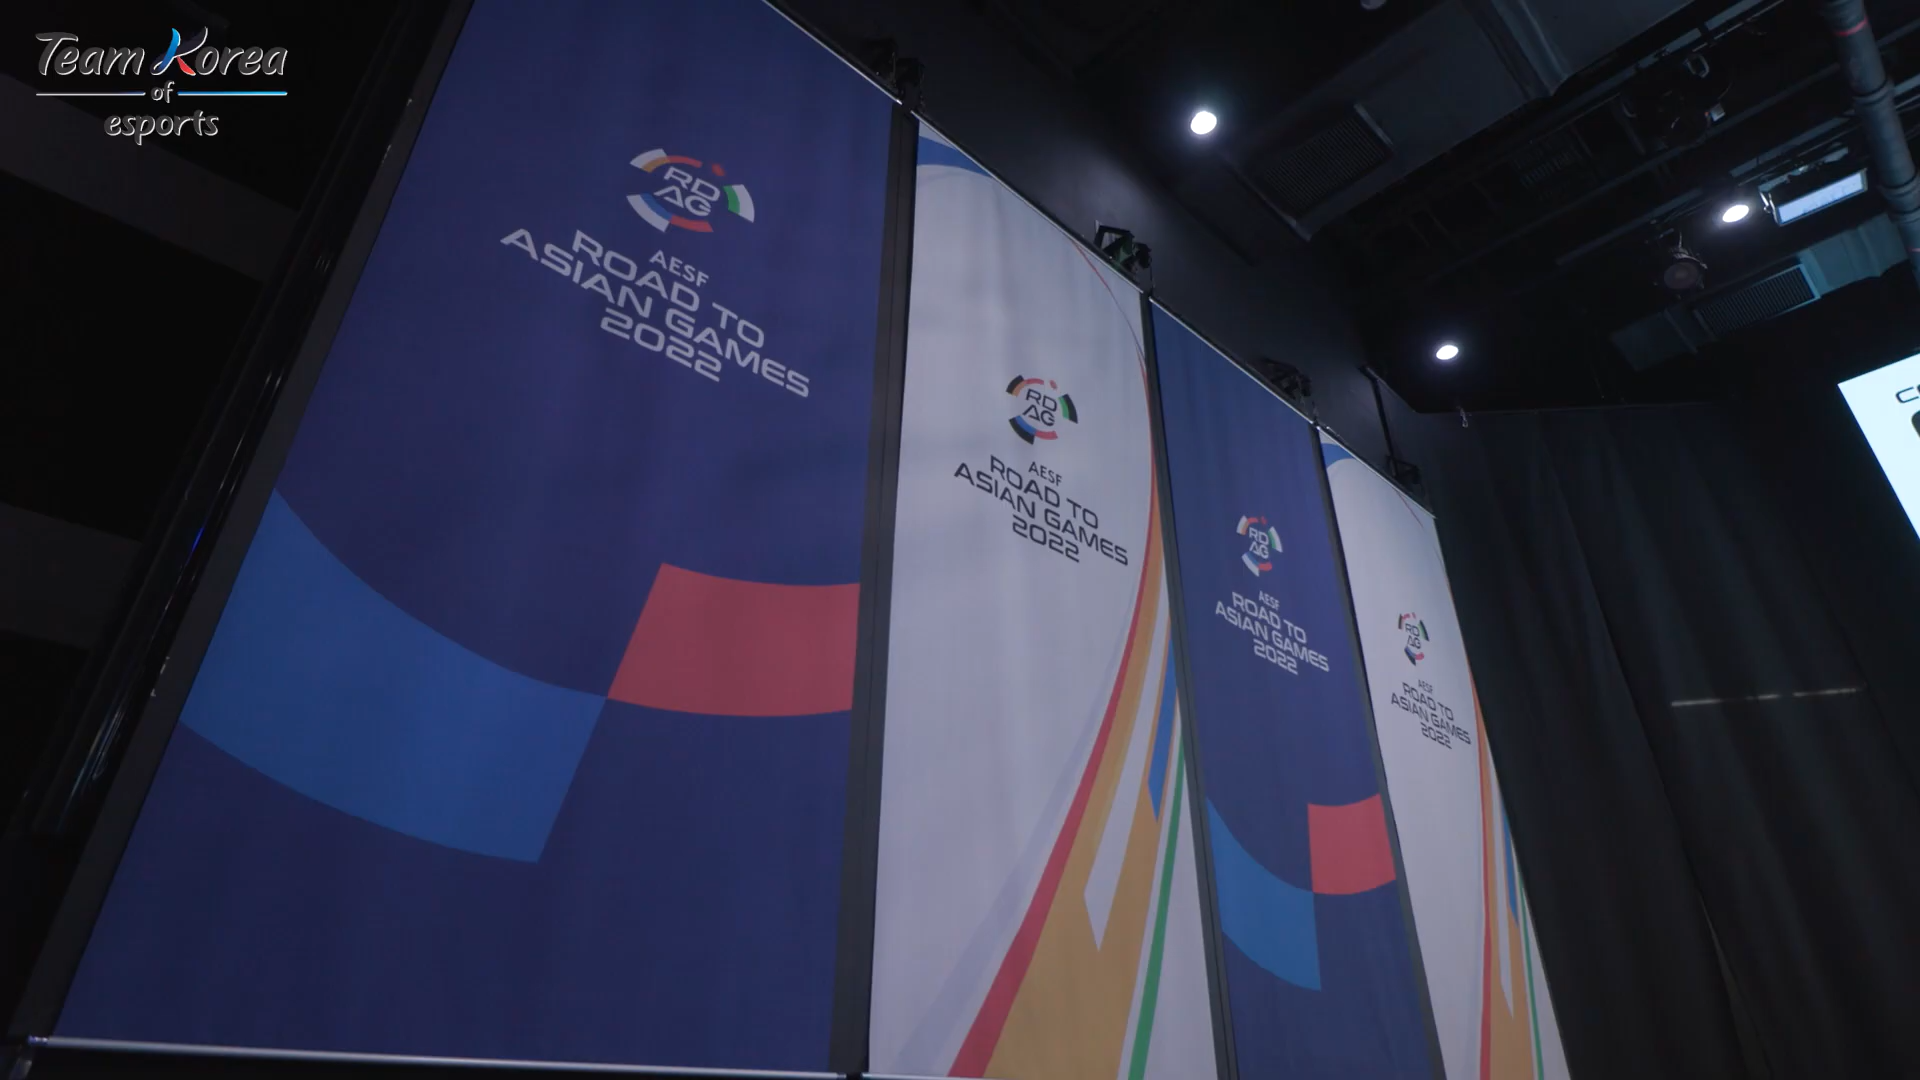 Team Korea
of
esports
RD
AG
AESF
ROAD TO
ASIAN GAMES
2022
RD
AG
AESF
ROAD TO
ASIAN GAMES
2022
RD
AG
AESF
ROAD TO
ASIAN GAMES
2022
RD
AG
AESF
ROAD TO
ASIAN GAMES
2022